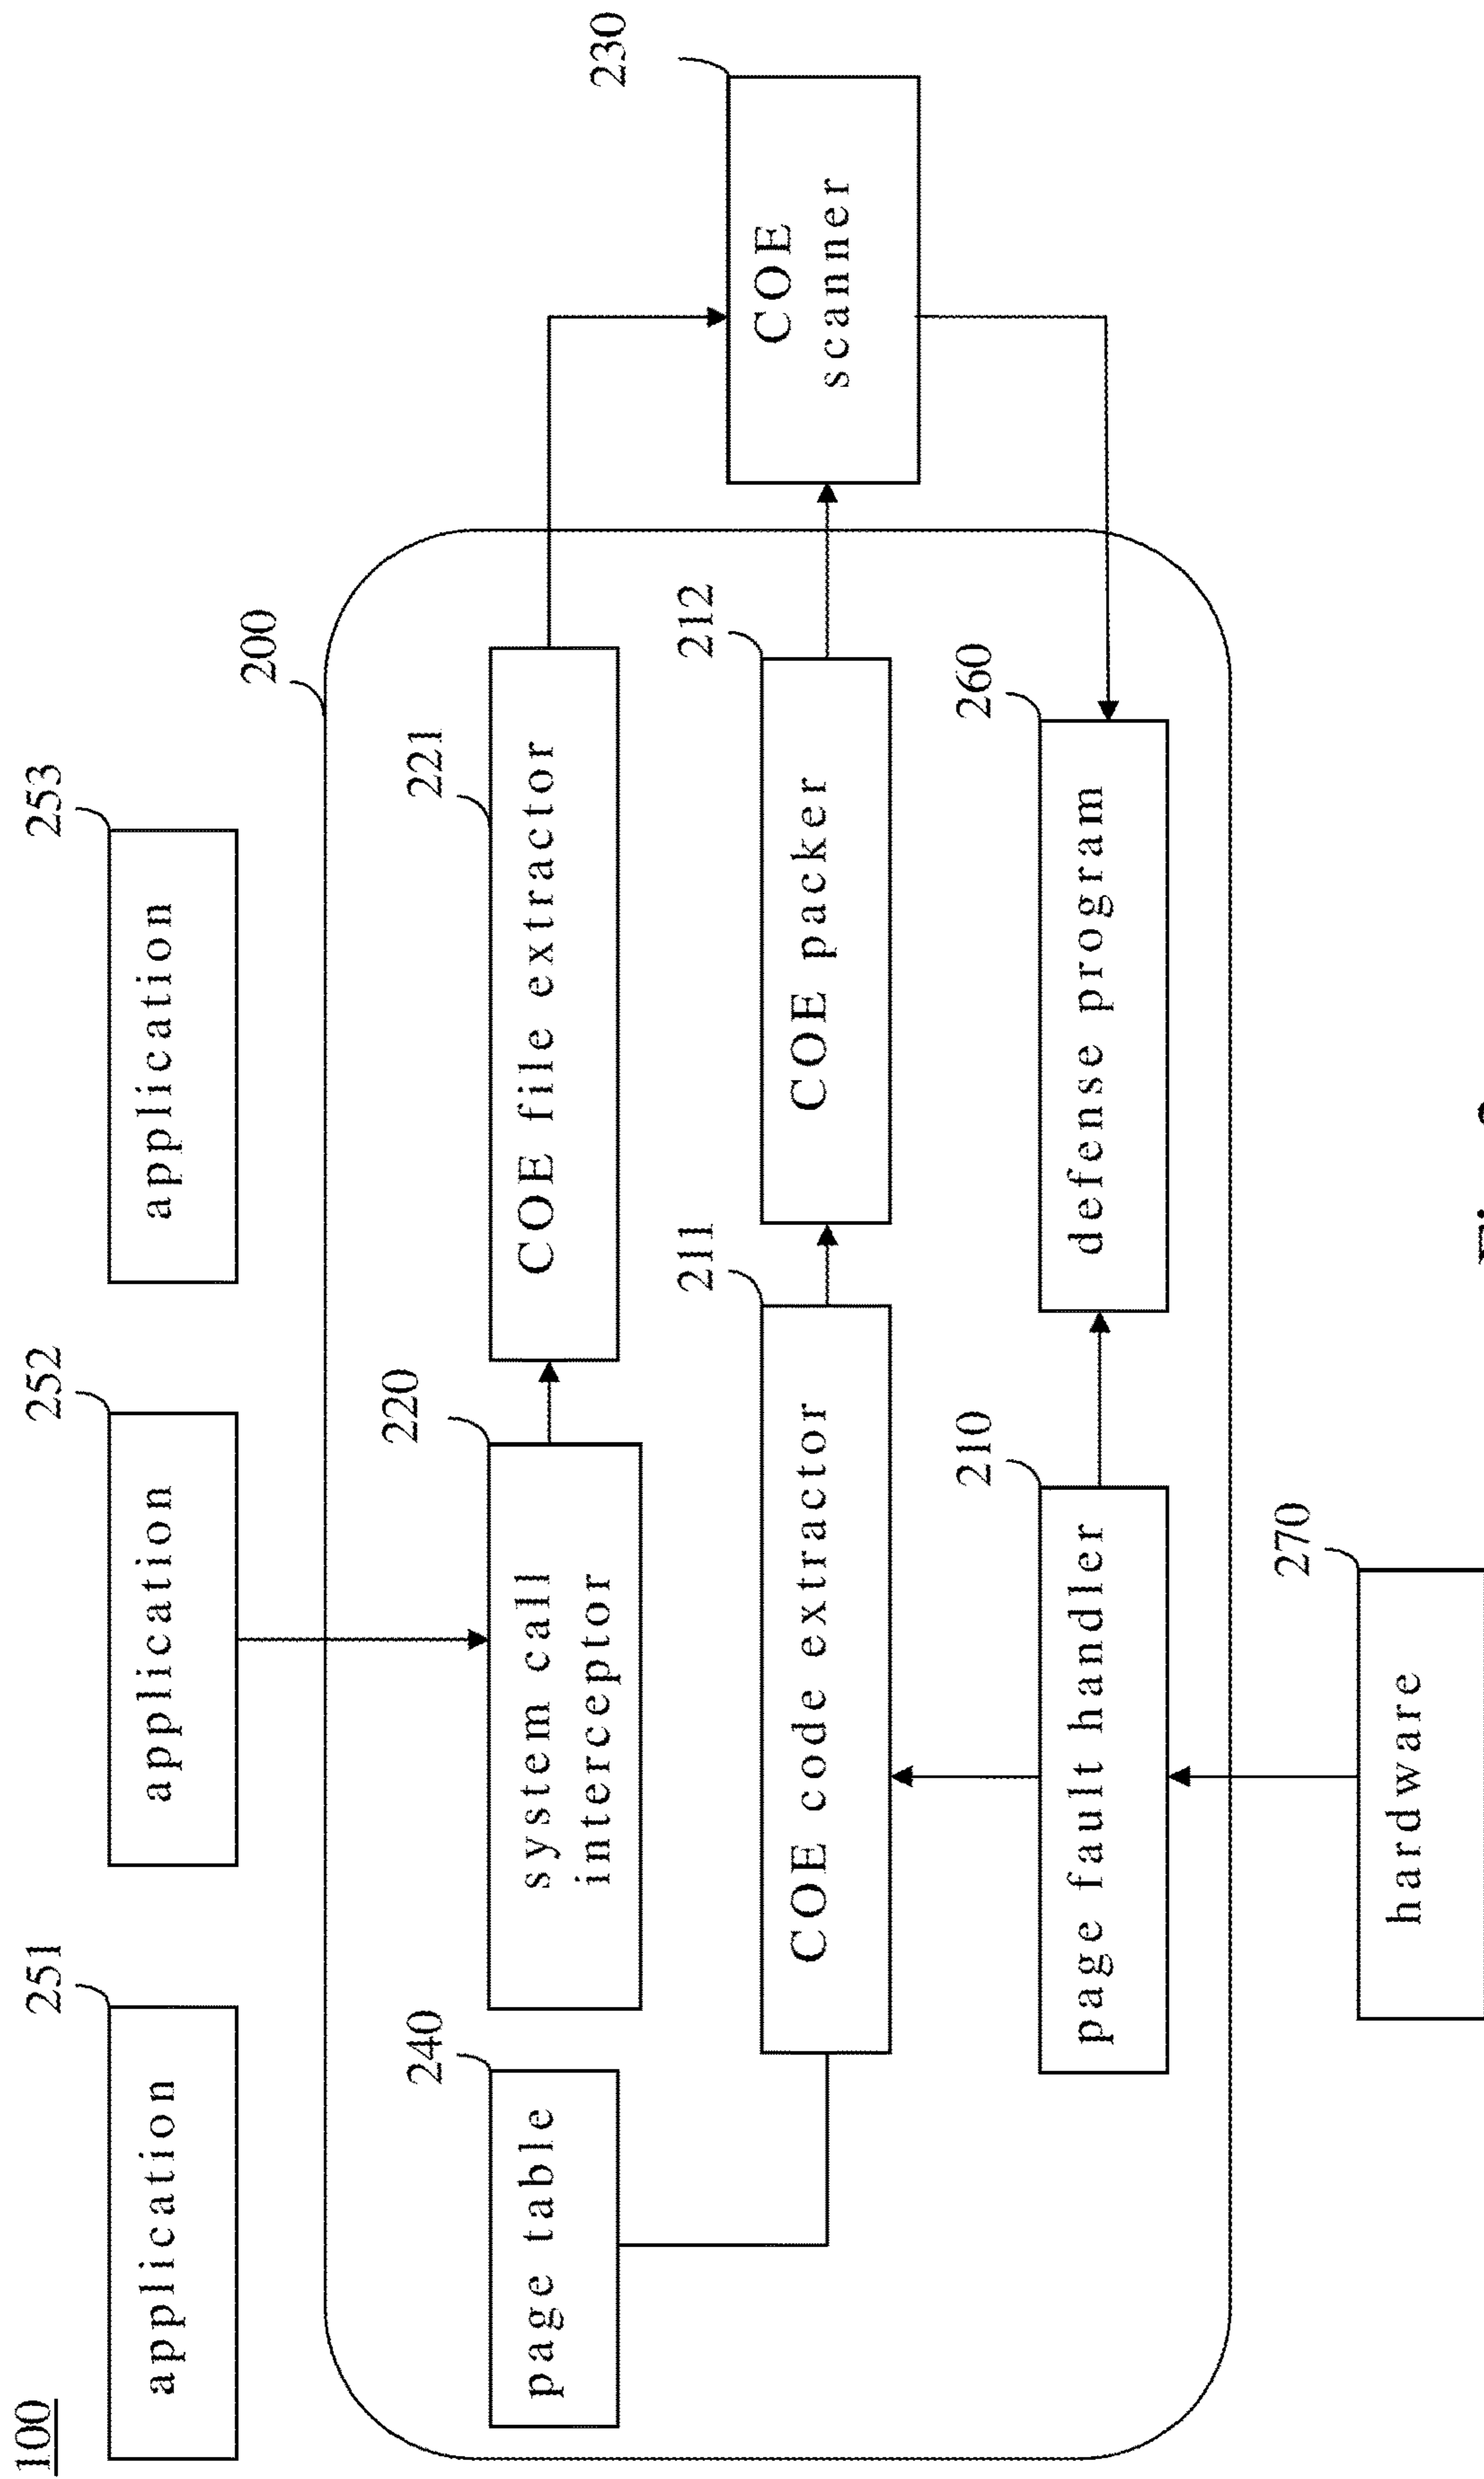 100
251
application
252
application
253
application
200
240
page table
220
system call
interceptor
221
COE file extractor
211
COE code extractor
212
COE packer
230
COE
scanner
210
page fault handler
260
defense program
270
hardware